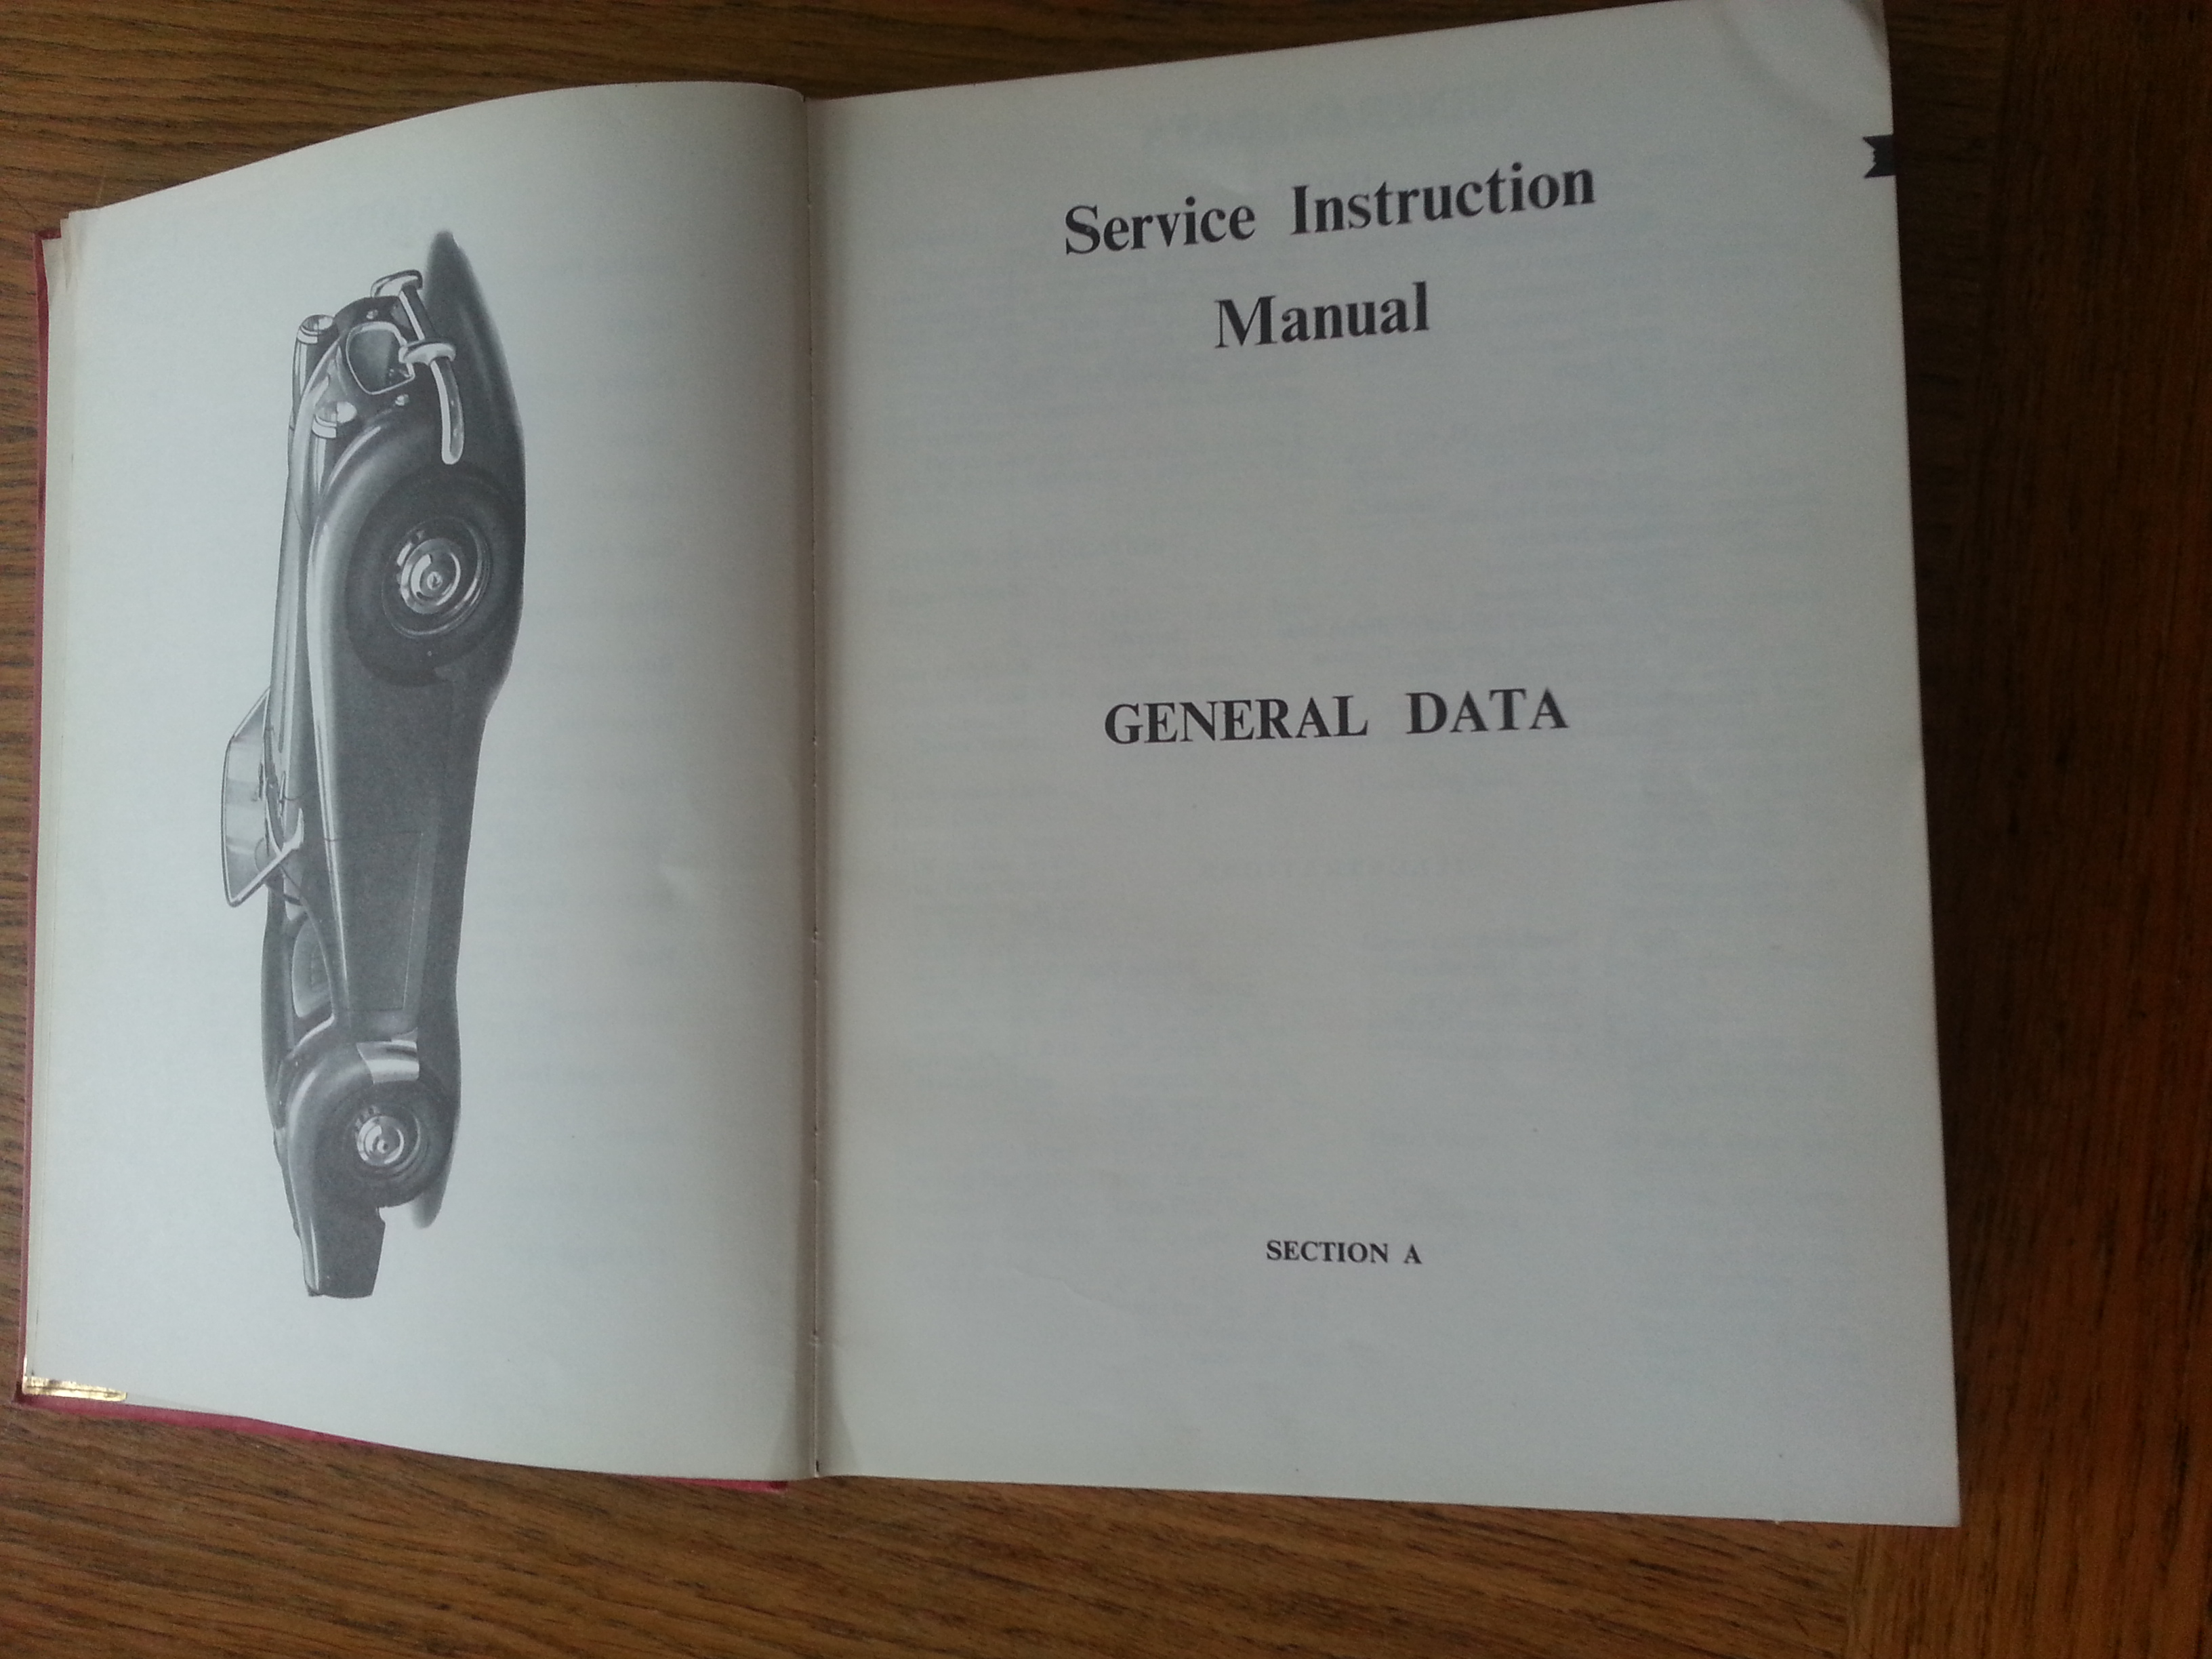 Service Instruction
Manual
GENERAL DATA
SECTION A